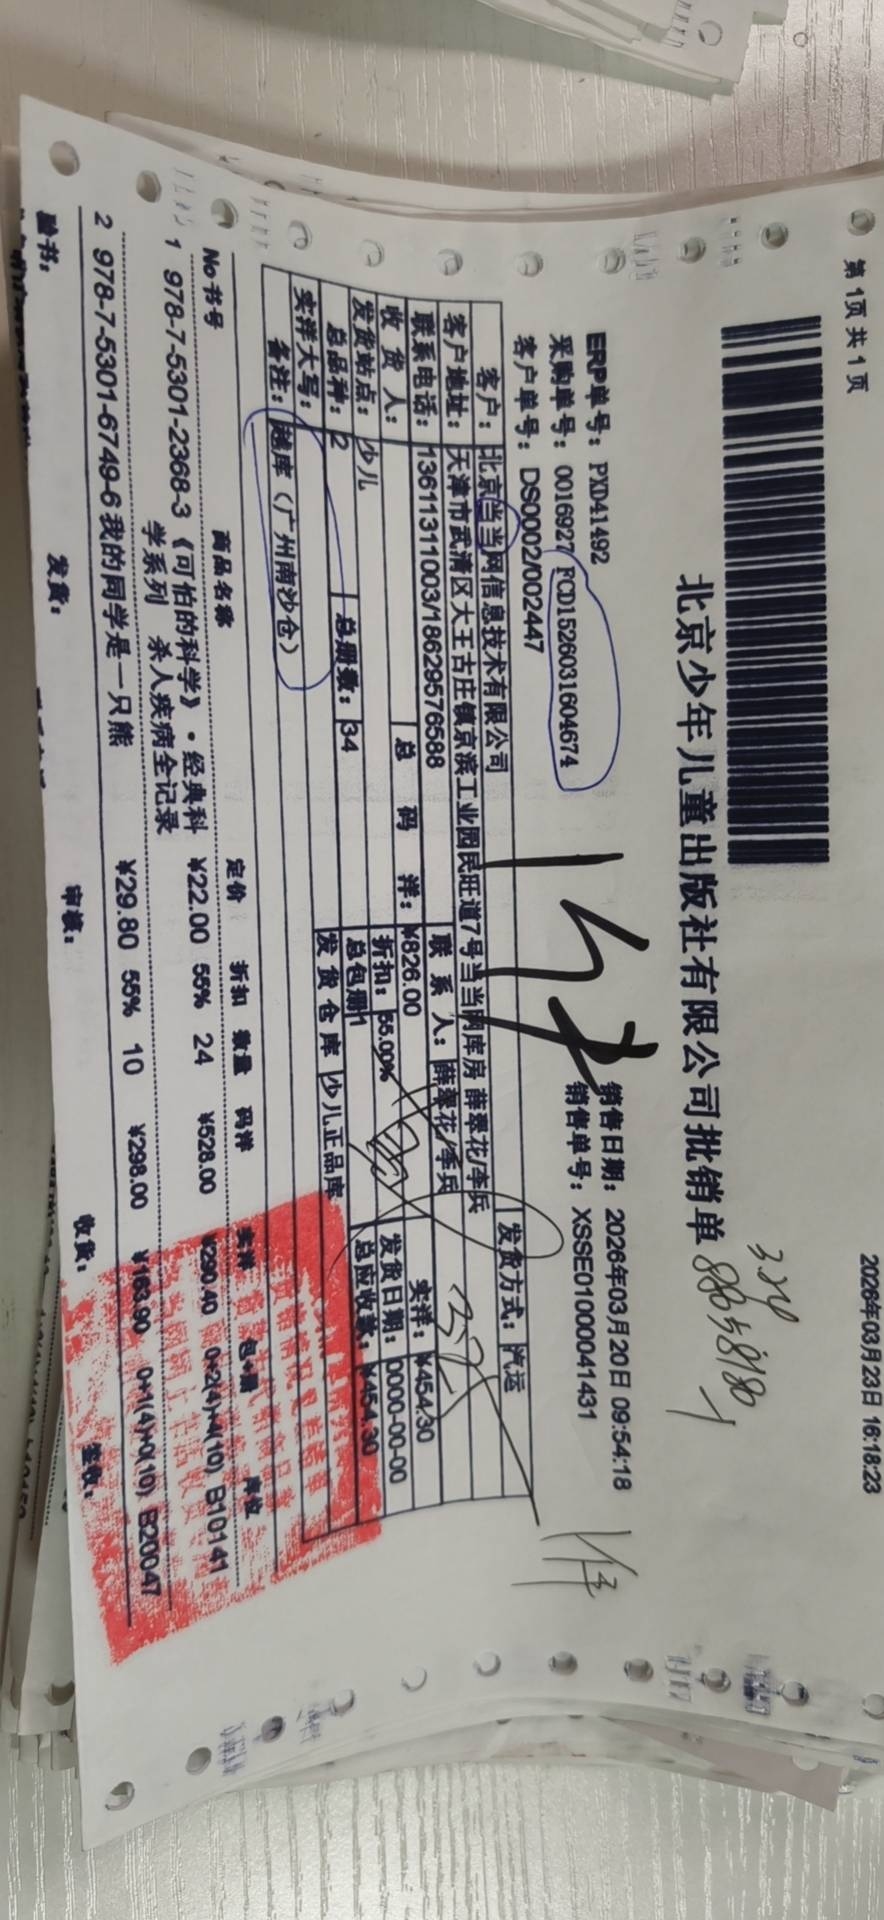 第 1页 共 1 页
2026年03月23日 16:18:23
北京少年儿童出版社有限公司批销单
ERP单号: PXD41492
销售日期: 2026年03月20日 09:54:18
采购单号: 0016927 FCD1526031604674
销售单号: XSSE01000041431
客户单号: DS0002/002447
1件
客户: 北京当当网信息技术有限公司
发货方式: 汽运
客户地址: 天津市武清区大王古庄镇京滨工业园民旺道7号当当网库房 薛翠花/李兵
联系电话: 13611311003/18629576588
联 系 人: 薛翠花/李兵
收 货 人:
总 码 洋: ¥826.00
实洋: ¥454.30
发货站点: 少儿
折扣: 55.00%
发货日期: 0000-00-00
总品种: 2
总册数: 34
总包册1
总应收款: ¥454.30
实洋大写:
发 货 仓 库 少儿正品库
备注: 越库（广州南沙仓）
No 书号 商品名称 定价 折扣 数量 码洋 实洋 包+册 库位
1 978-7-5301-2368-3 《可怕的科学》·经典科学系列 杀人疾病全记录 ¥22.00 55% 24 ¥528.00 ¥290.40 0+2(4)+4(10) B10141
2 978-7-5301-6749-6 我的同学是一只熊 ¥29.80 55% 10 ¥298.00 ¥163.90 0+1(4)+0(10) B20047
验书: 发货: 审核: 收货: 签收: